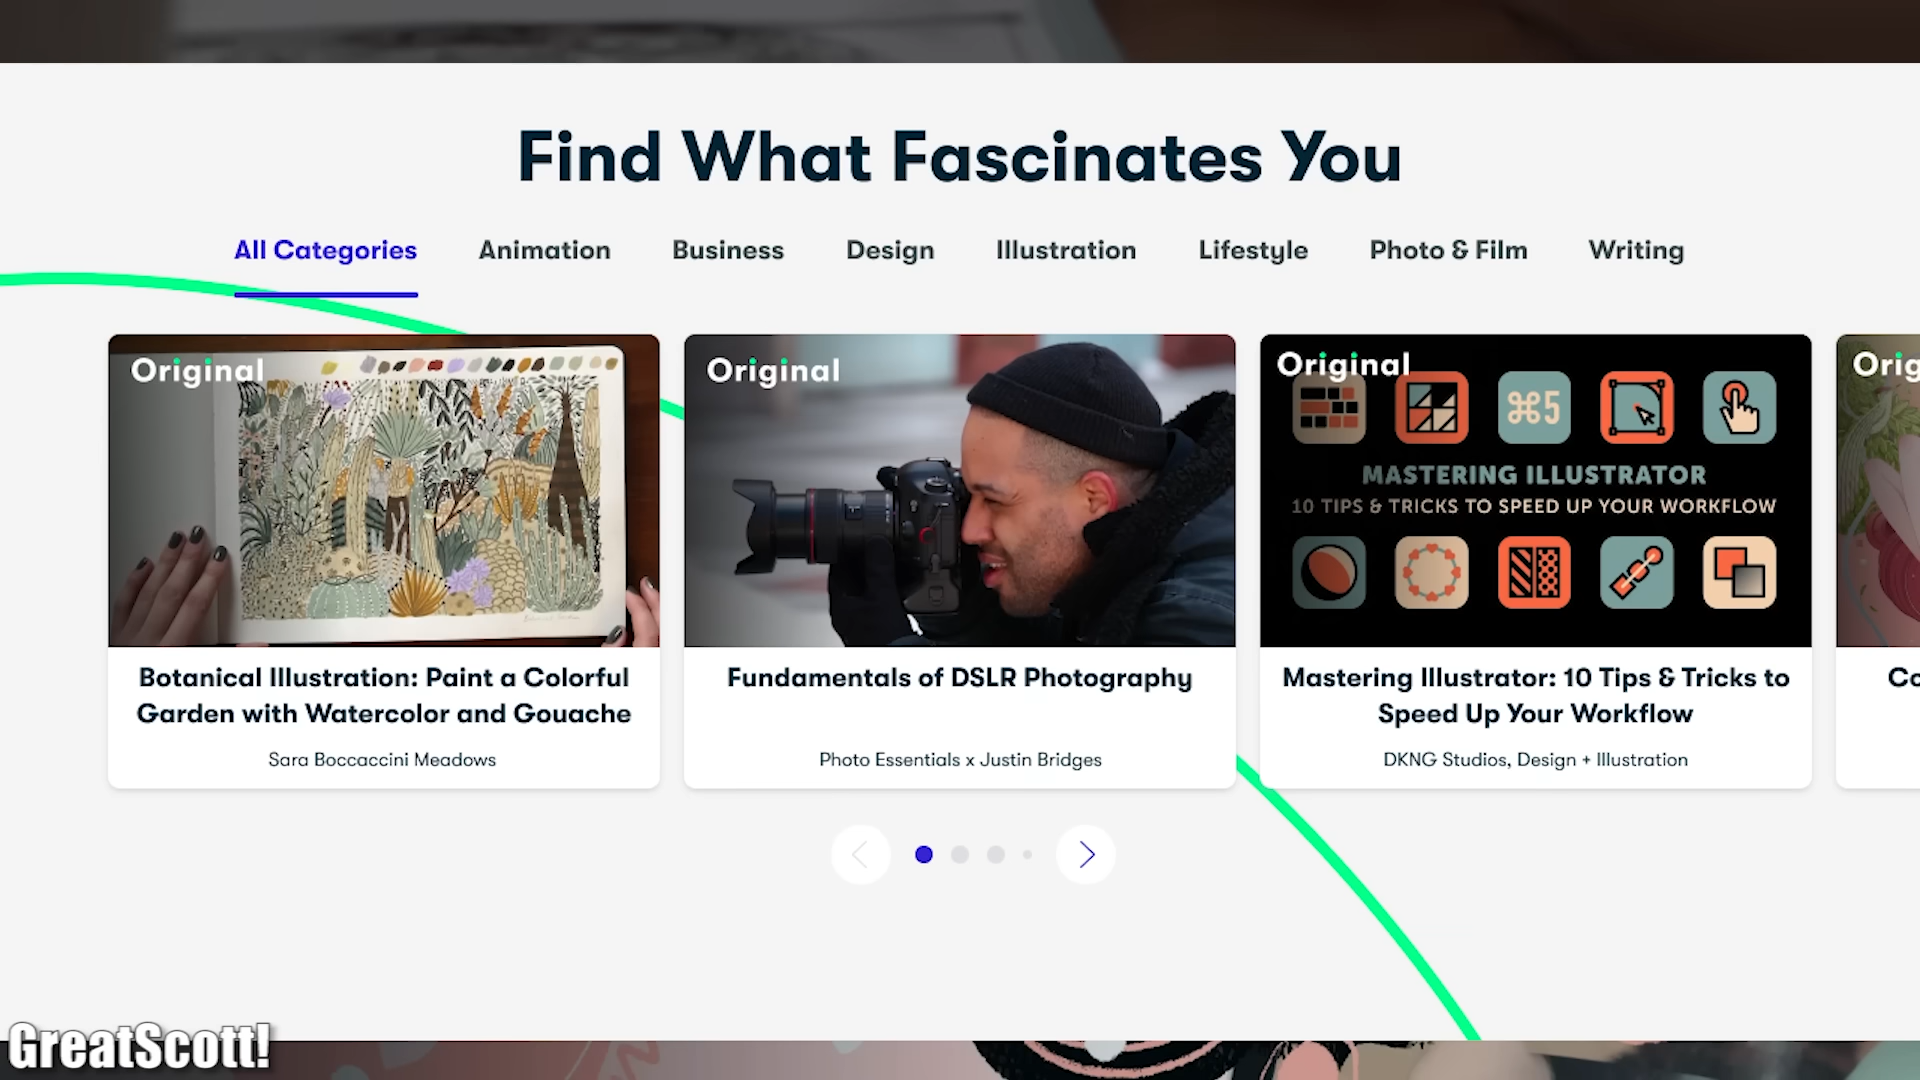 Find What Fascinates You
All Categories Animation Business Design Illustration Lifestyle Photo & Film Writing
Original
Botanical Illustration: Paint a Colorful
Garden with Watercolor and Gouache
Sara Boccaccini Meadows
Original
Fundamentals of DSLR Photography
Photo Essentials x Justin Bridges
Original
⌘5
MASTERING ILLUSTRATOR
10 TIPS & TRICKS TO SPEED UP YOUR WORKFLOW
Mastering Illustrator: 10 Tips & Tricks to
Speed Up Your Workflow
DKNG Studios, Design + Illustration
Orig
Co
GreatScott!